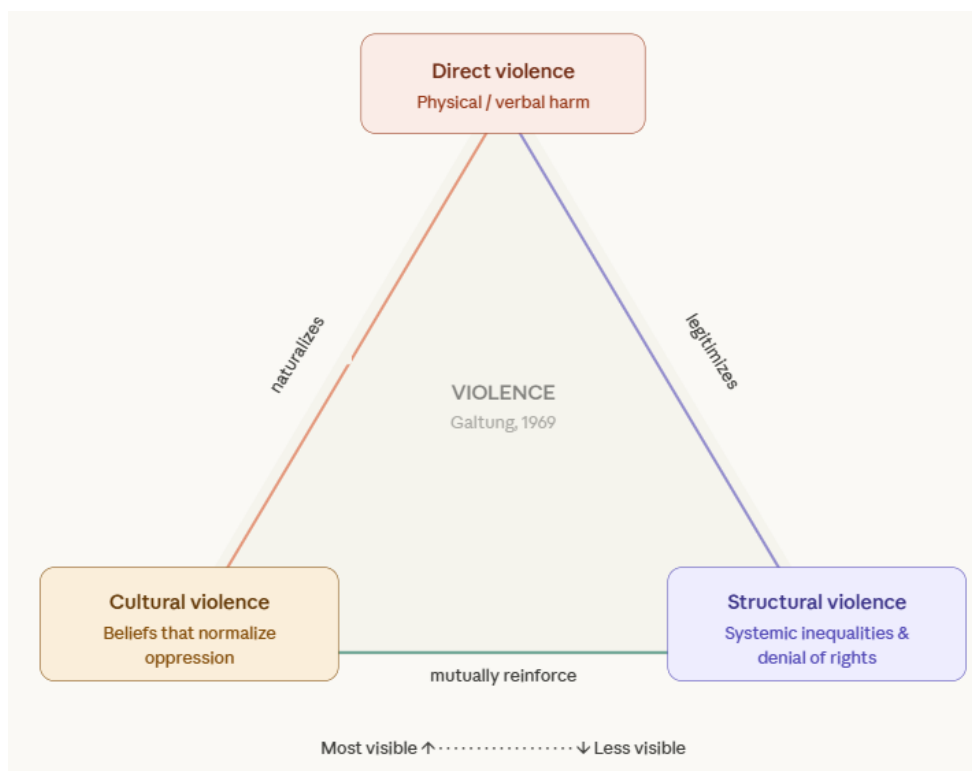 Direct violence
Physical / verbal harm
naturalizes
legitimizes
VIOLENCE
Galtung, 1969
Cultural violence
Beliefs that normalize
oppression
Structural violence
Systemic inequalities &
denial of rights
mutually reinforce
Most visible ↑···················↓ Less visible